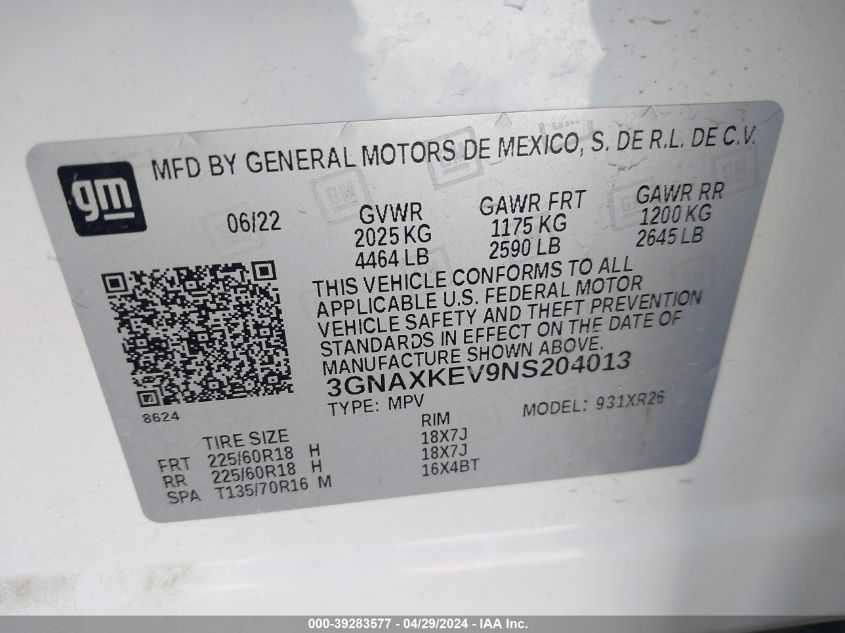 gm
MFD BY GENERAL MOTORS DE MEXICO, S. DE R.L. DE C.V.
06/22 GVWR GAWR FRT GAWR RR
2025 KG 1175 KG 1200 KG
4464 LB 2590 LB 2645 LB
THIS VEHICLE CONFORMS TO ALL
APPLICABLE U.S. FEDERAL MOTOR
VEHICLE SAFETY AND THEFT PREVENTION
STANDARDS IN EFFECT ON THE DATE OF
MANUFACTURE SHOWN ABOVE.
3GNAXKEV9NS204013
8624
TYPE: MPV MODEL: 931XR26
TIRE SIZE RIM
FRT 225/60R18 H 18X7J
RR 225/60R18 H 18X7J
SPA T135/70R16 M 16X4BT
000-39283577 - 04/29/2024 - IAA Inc.